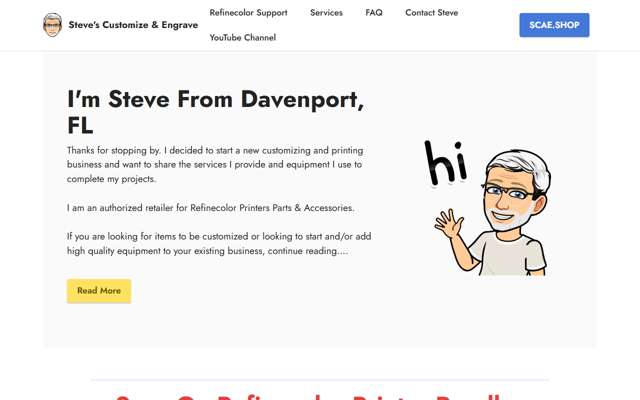 Steve's Customize & Engrave
Refinecolor Support
Services
FAQ
Contact Steve
YouTube Channel
SCAE.SHOP
I'm Steve From Davenport,
FL
Thanks for stopping by. I decided to start a new customizing and printing
business and want to share the services I provide and equipment I use to
complete my projects.
I am an authorized retailer for Refinecolor Printers Parts & Accessories.
If you are looking for items to be customized or looking to start and/or add
high quality equipment to your existing business, continue reading....
Read More
hi